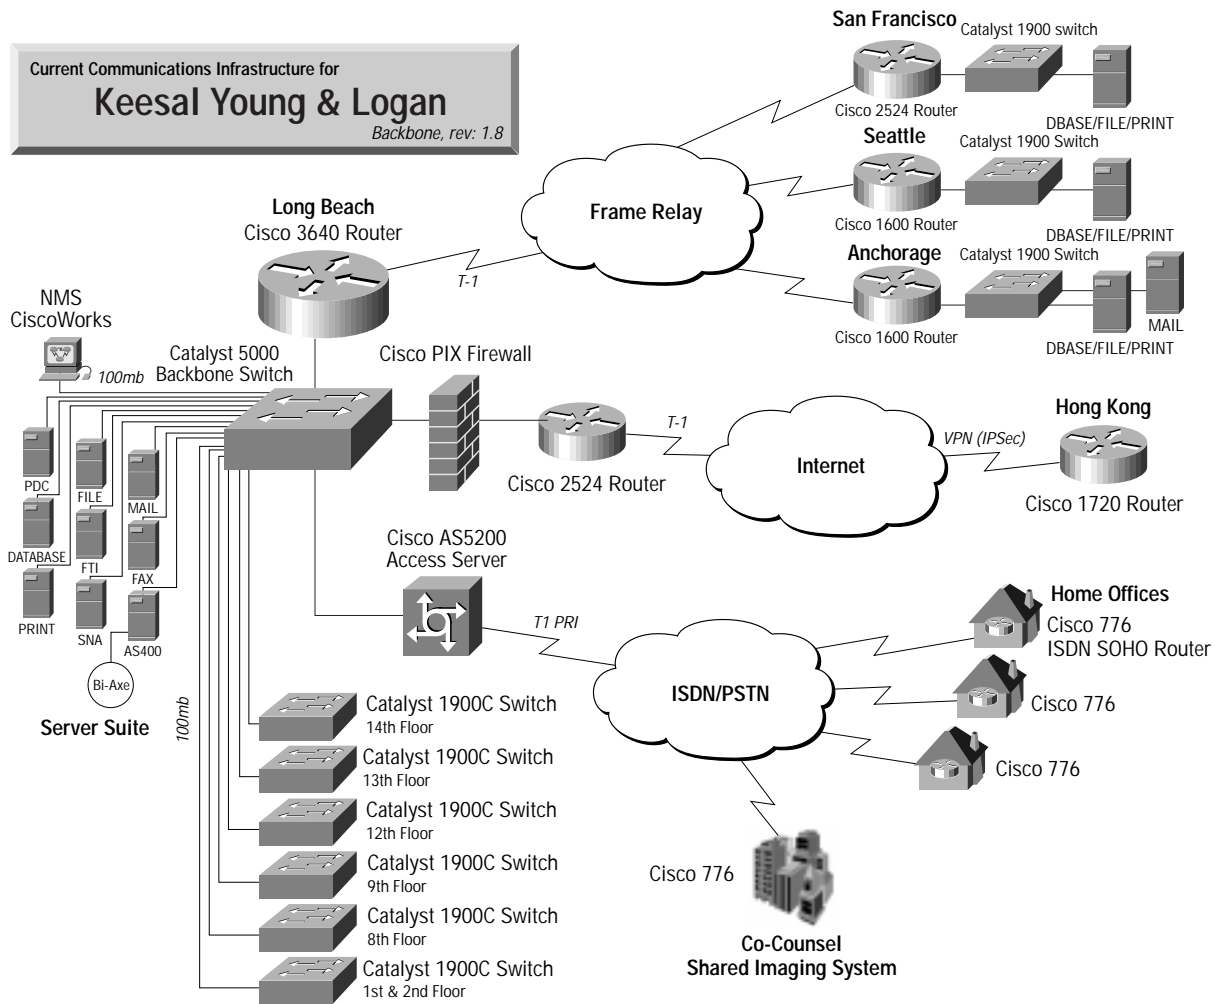 Current Communications Infrastructure for
Keesal Young & Logan
Backbone, rev: 1.8
San Francisco
Catalyst 1900 switch
Cisco 2524 Router
DBASE/FILE/PRINT
Seattle
Catalyst 1900 Switch
Cisco 1600 Router
DBASE/FILE/PRINT
Anchorage
Catalyst 1900 Switch
Cisco 1600 Router
MAIL
DBASE/FILE/PRINT
Frame Relay
Long Beach
Cisco 3640 Router
T-1
NMS
CiscoWorks
100mb
Catalyst 5000
Backbone Switch
Cisco PIX Firewall
Cisco 2524 Router
T-1
Internet
VPN (IPSec)
Hong Kong
Cisco 1720 Router
PDC
FILE
MAIL
DATABASE
FTI
FAX
PRINT
SNA
AS400
Bi-Axe
Server Suite
100mb
Cisco AS5200
Access Server
T1 PRI
ISDN/PSTN
Home Offices
Cisco 776
ISDN SOHO Router
Cisco 776
Cisco 776
Cisco 776
Co-Counsel
Shared Imaging System
Catalyst 1900C Switch
14th Floor
Catalyst 1900C Switch
13th Floor
Catalyst 1900C Switch
12th Floor
Catalyst 1900C Switch
9th Floor
Catalyst 1900C Switch
8th Floor
Catalyst 1900C Switch
1st & 2nd Floor